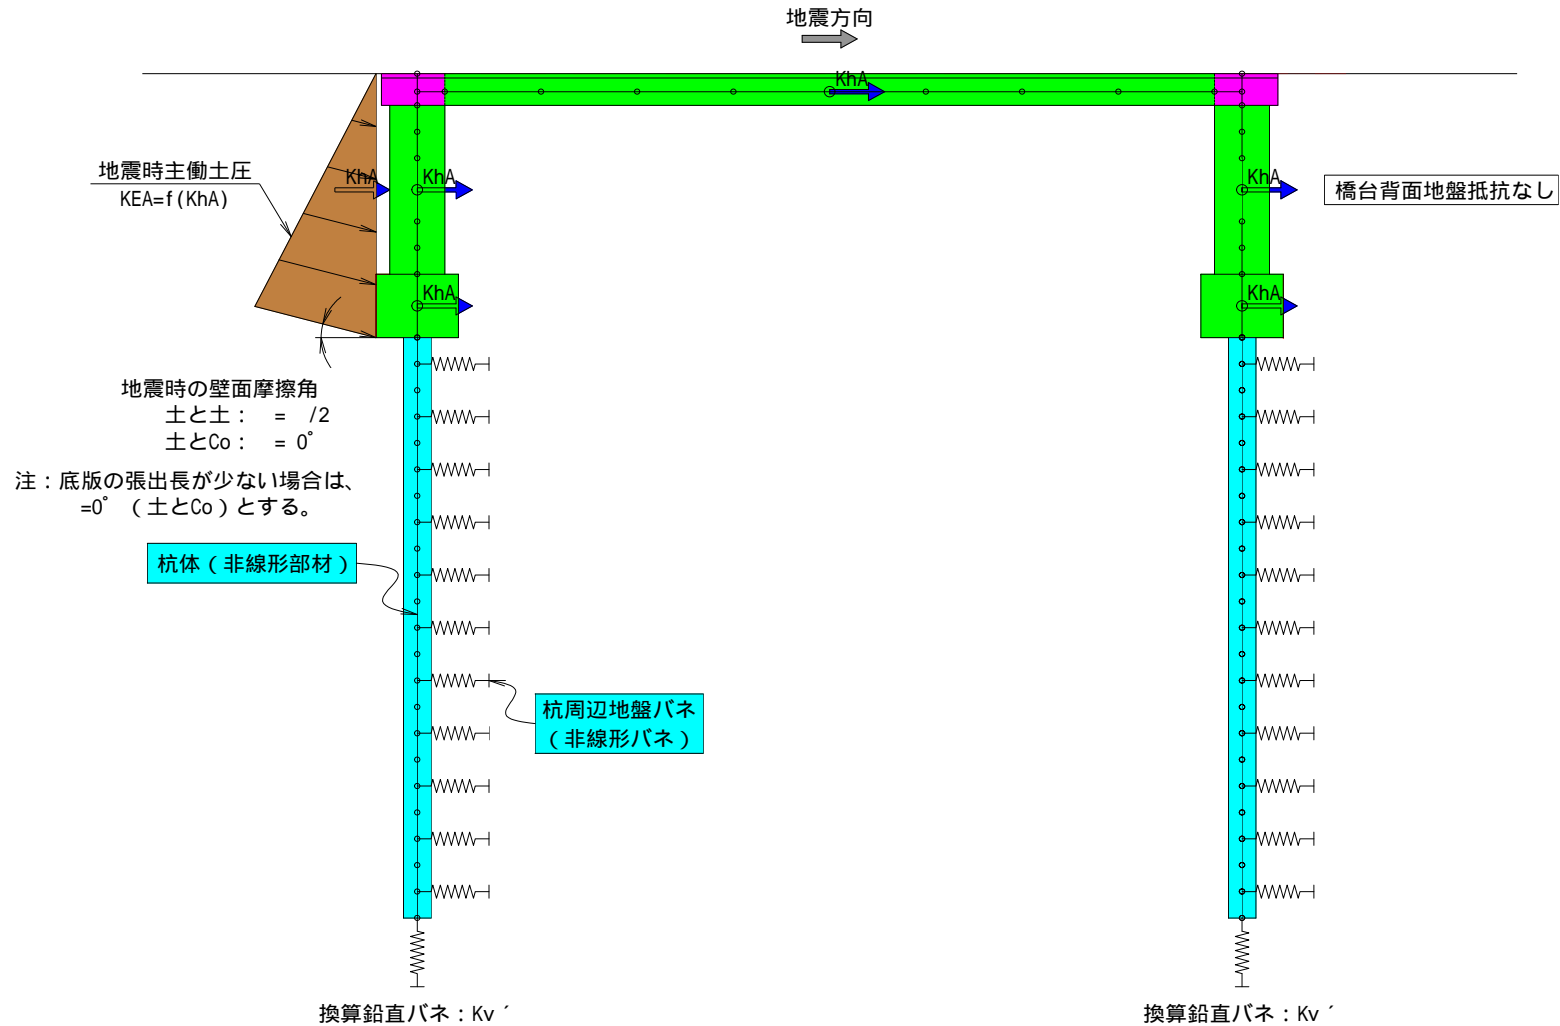 地震方向
KhA
地震時主働土圧
KEA=f(KhA)
KhA
KhA
KhA
橋台背面地盤抵抗なし
KhA
KhA
地震時の壁面摩擦角
土と土： = /2
土とCo： = 0°
注：底版の張出長が少ない場合は、
=0°（土とCo）とする。
杭体（非線形部材）
杭周辺地盤バネ
（非線形バネ）
換算鉛直バネ：Kv´
換算鉛直バネ：Kv´